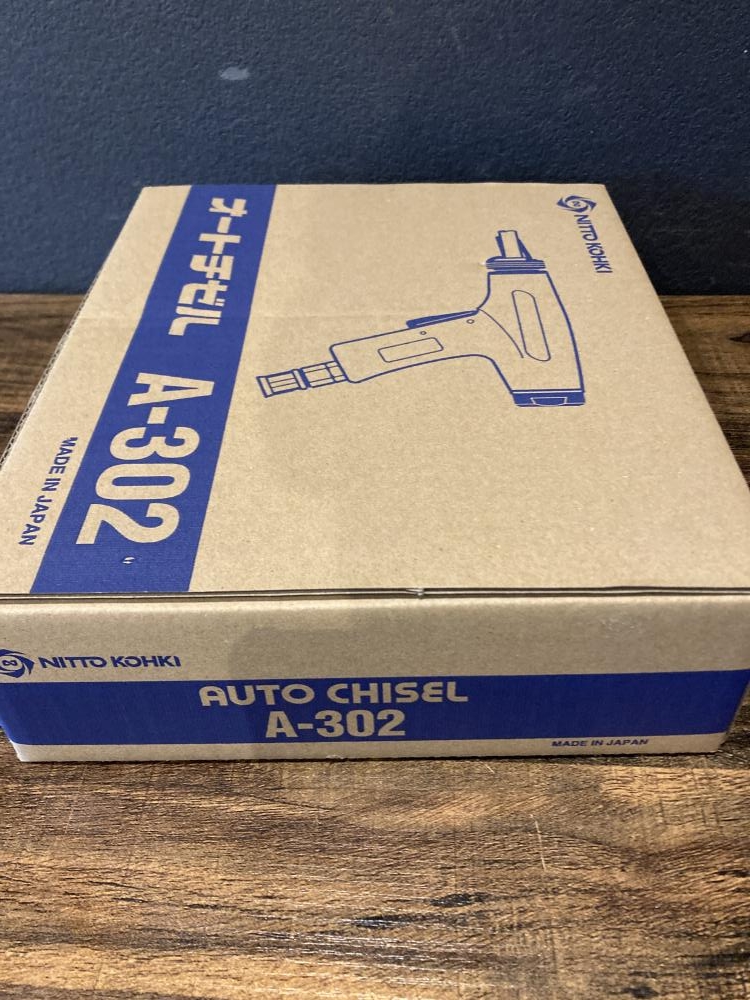 オートチゼル A-302
MADE IN JAPAN
NITTO KOHKI
NITTO KOHKI
AUTO CHISEL
A-302
MADE IN JAPAN